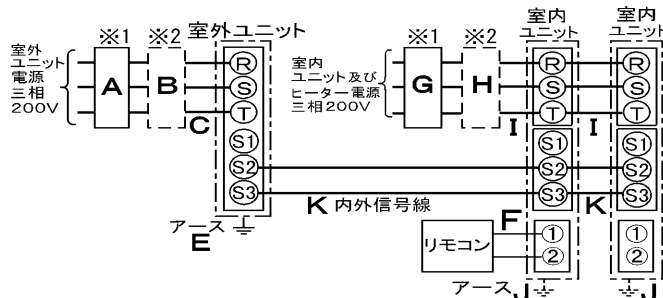 ※1
※2
室外ユニット
※1
※2
室内
ユニット
室内
ユニット
室外
ユニット
電源
三相
200V
A
B
C
R
S
T
S1
S2
S3
アース
E
室内
ユニット及び
ヒーター電源
三相200V
G
H
I
R
S
T
S1
S2
S3
I
R
S
T
S1
S2
S3
K 内外信号線
K
F
リモコン
①
②
①
②
アース J
J